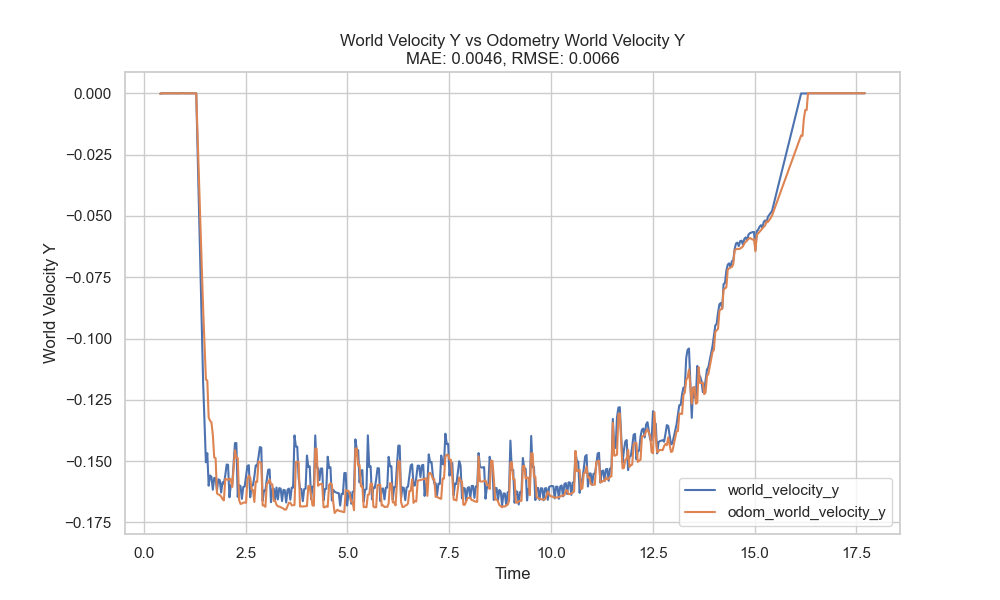 World Velocity Y vs Odometry World Velocity Y
MAE: 0.0046, RMSE: 0.0066
0.000
−0.025
−0.050
−0.075
−0.100
−0.125
−0.150
−0.175
World Velocity Y
world_velocity_y
odom_world_velocity_y
0.0 2.5 5.0 7.5 10.0 12.5 15.0 17.5
Time